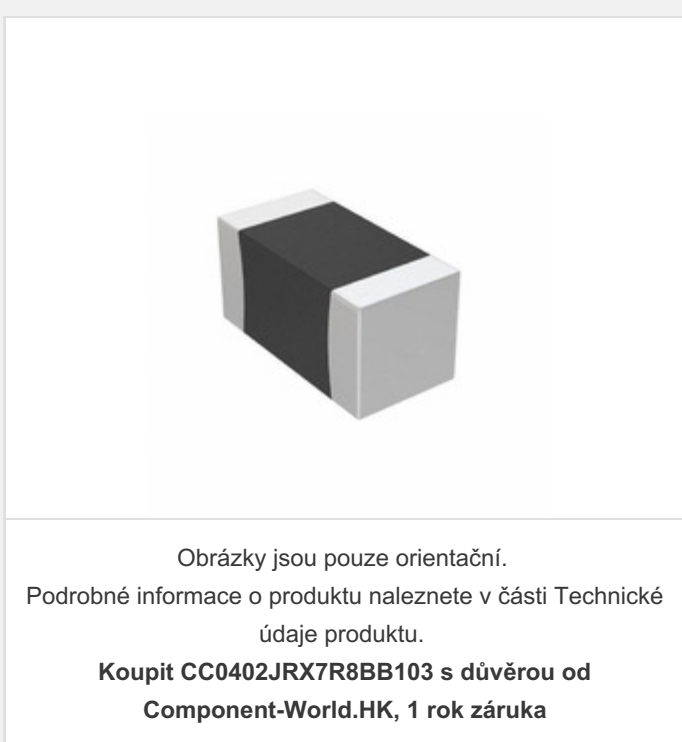 Obrázky jsou pouze orientační.
Podrobné informace o produktu naleznete v části Technické
údaje produktu.
Koupit CC0402JRX7R8BB103 s důvěrou od
Component-World.HK, 1 rok záruka